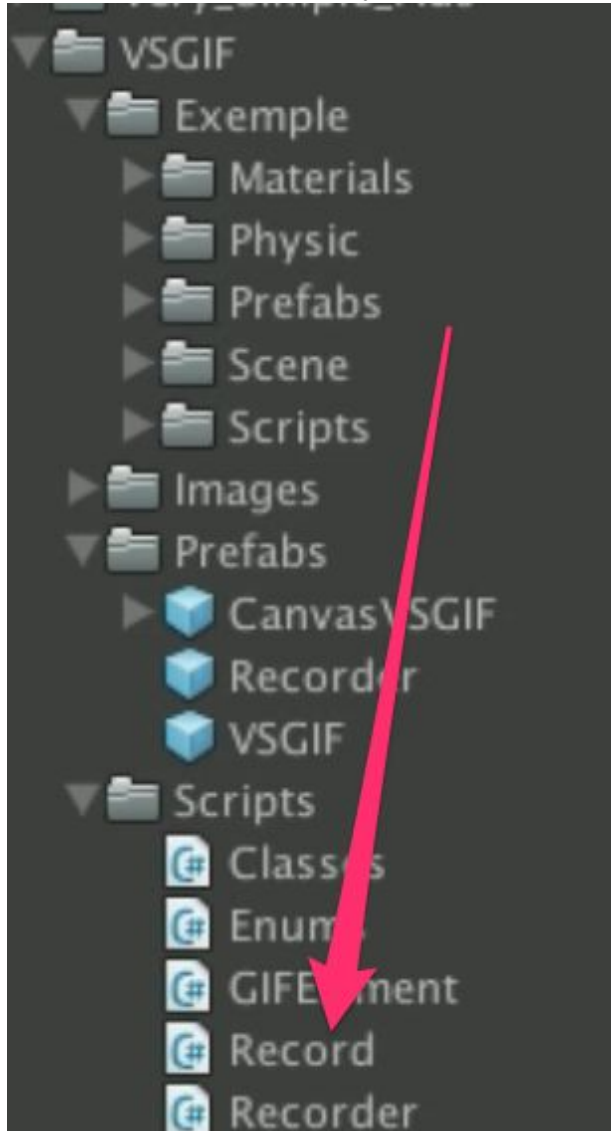 VSGIF
Exemple
Materials
Physic
Prefabs
Scene
Scripts
Images
Prefabs
CanvasVSGIF
Recorder
VSGIF
Scripts
Classes
Enums
GIFElement
Record
Recorder